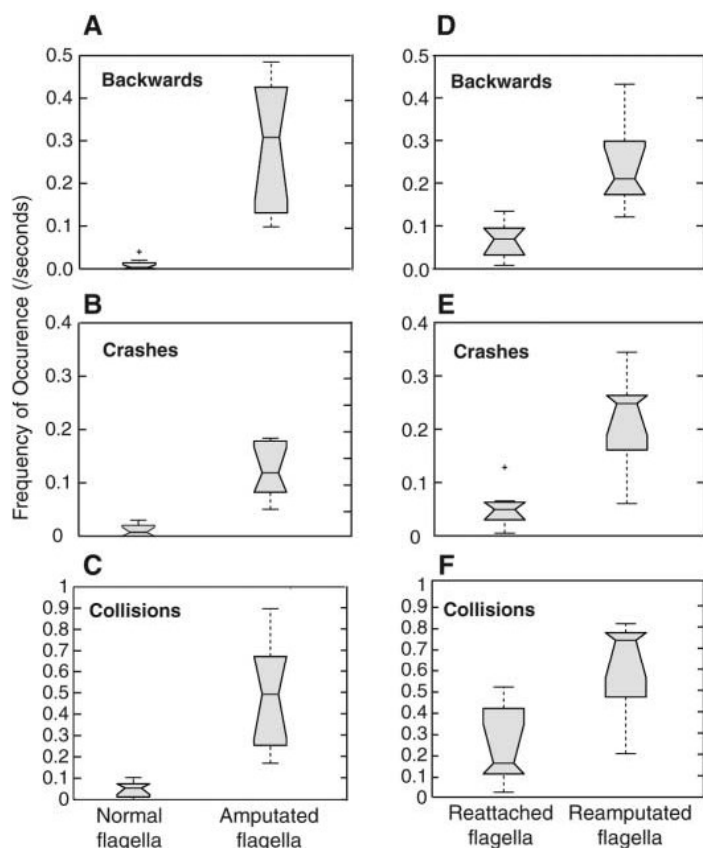 A
D
Frequency of Occurence (/seconds)
0.5
0.4
0.3
0.2
0.1
0.0
Backwards
0.5
0.4
0.3
0.2
0.1
0.0
Backwards
B
E
0.4
0.3
0.2
0.1
0
Crashes
0.4
0.3
0.2
0.1
0
Crashes
C
F
1
0.9
0.8
0.7
0.6
0.5
0.4
0.3
0.2
0.1
0
Collisions
1
0.9
0.8
0.7
0.6
0.5
0.4
0.3
0.2
0.1
0
Collisions
Normal
flagella
Amputated
flagella
Reattached
flagella
Reamputated
flagella